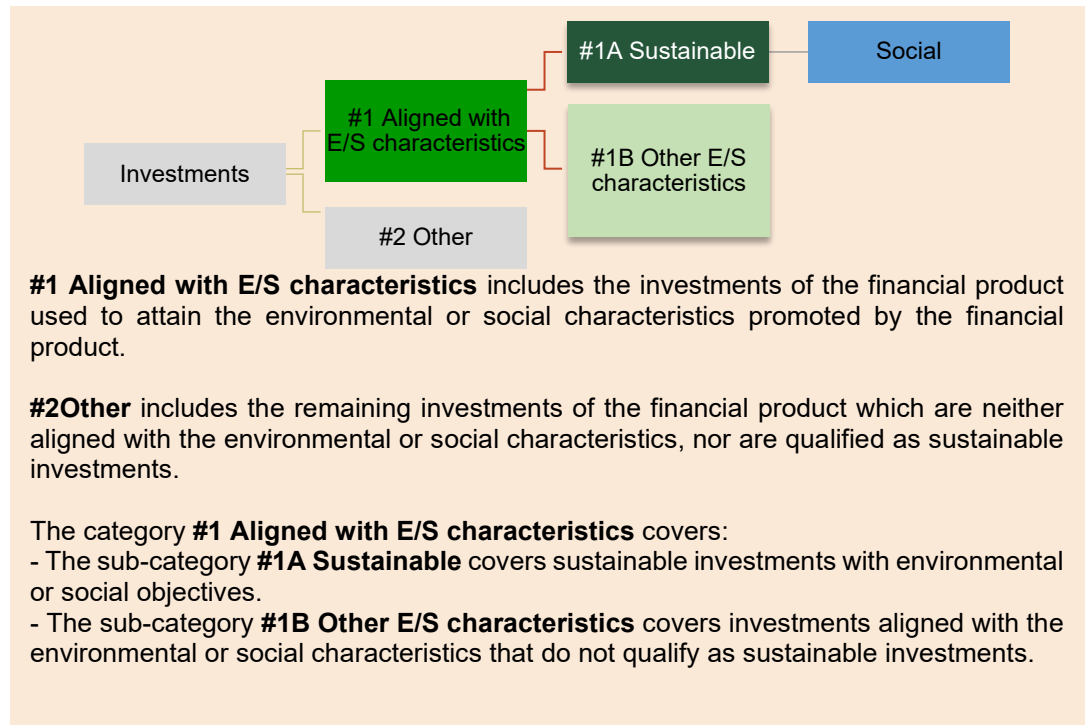 #1A Sustainable
Social
#1 Aligned with
E/S characteristics
#1B Other E/S
characteristics
Investments
#2 Other
#1 Aligned with E/S characteristics includes the investments of the financial product
used to attain the environmental or social characteristics promoted by the financial
product.
#2Other includes the remaining investments of the financial product which are neither
aligned with the environmental or social characteristics, nor are qualified as sustainable
investments.
The category #1 Aligned with E/S characteristics covers:
- The sub-category #1A Sustainable covers sustainable investments with environmental
or social objectives.
- The sub-category #1B Other E/S characteristics covers investments aligned with the
environmental or social characteristics that do not qualify as sustainable investments.